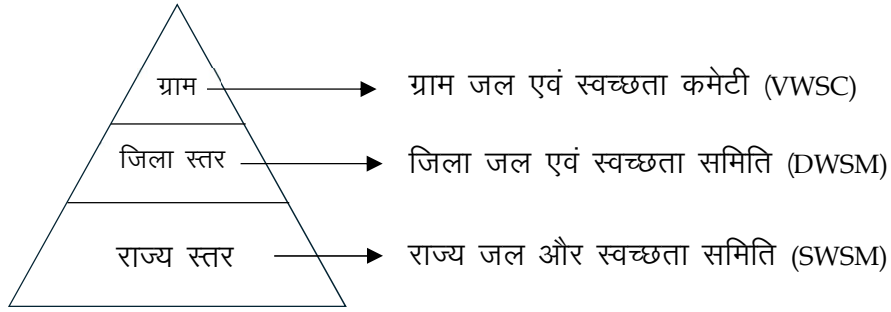 ग्राम ग्राम जल एवं स्वच्छता कमेटी (VWSC)
जिला स्तर जिला जल एवं स्वच्छता समिति (DWSM)
राज्य स्तर राज्य जल और स्वच्छता समिति (SWSM)